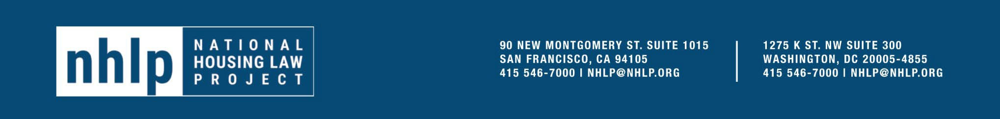 nhlp
NATIONAL
HOUSING LAW
PROJECT
90 NEW MONTGOMERY ST. SUITE 1015
SAN FRANCISCO, CA 94105
415 546-7000 | NHLP@NHLP.ORG
1275 K ST. NW SUITE 300
WASHINGTON, DC 20005-4855
415 546-7000 | NHLP@NHLP.ORG